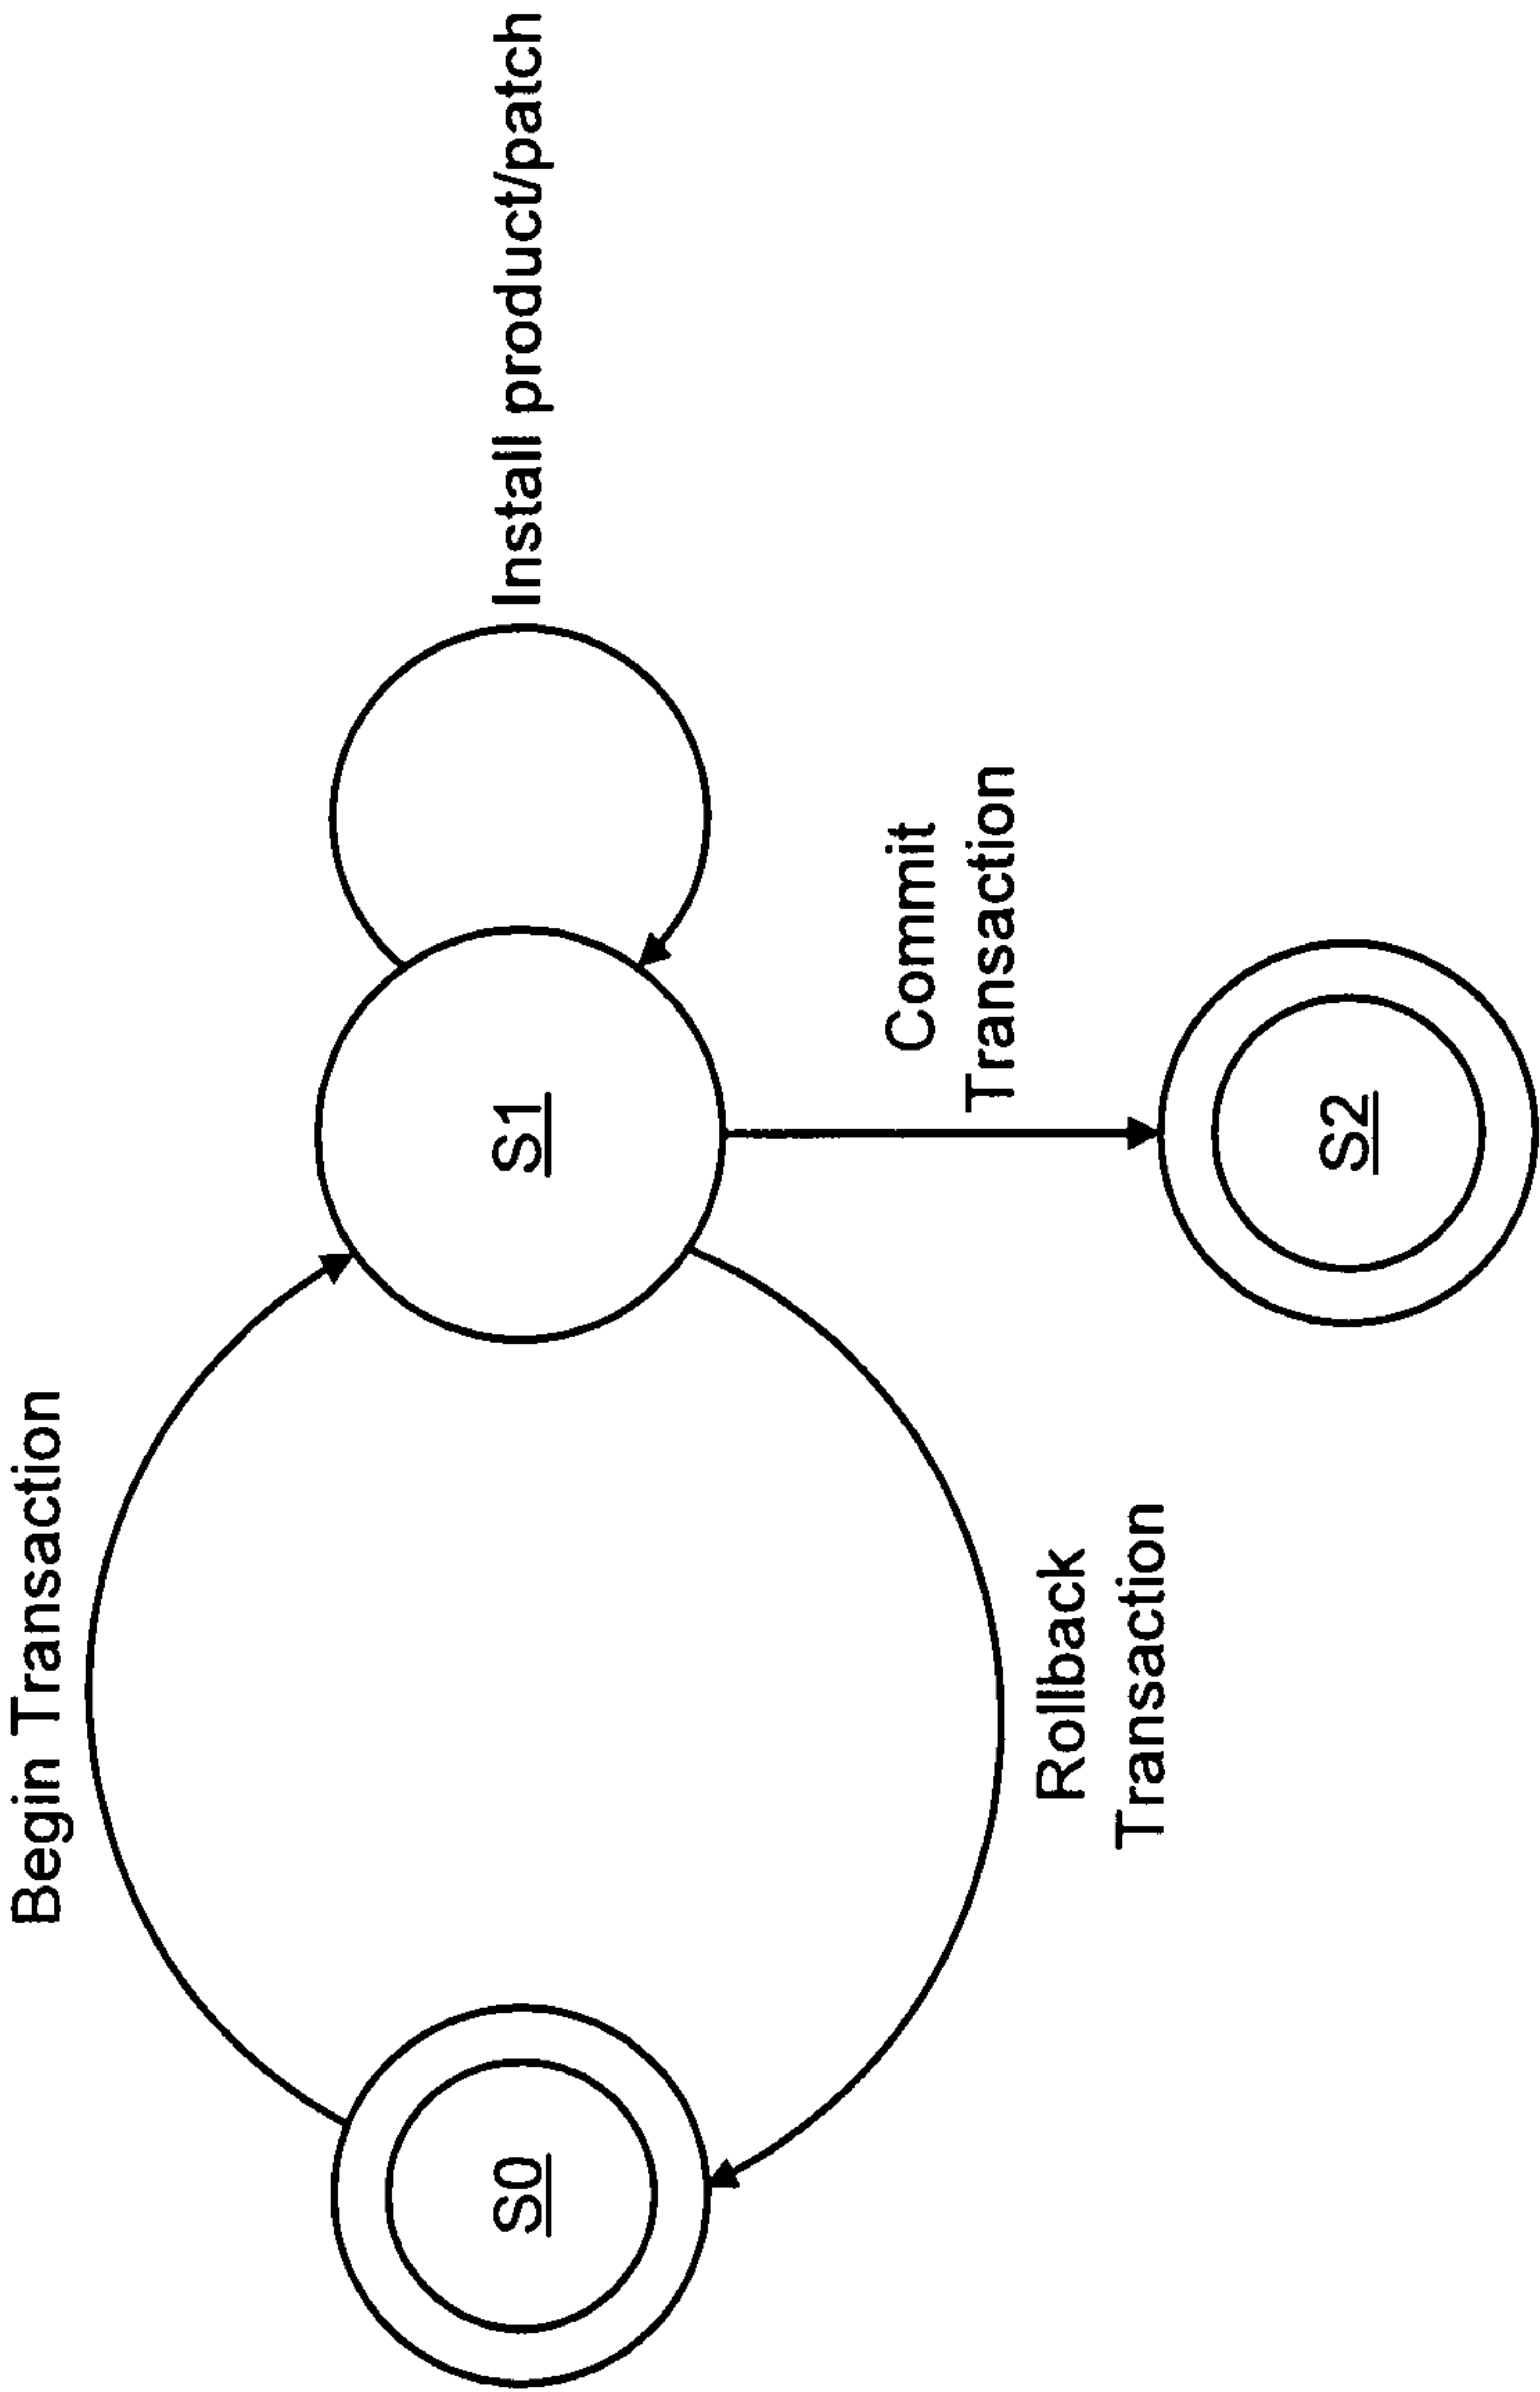 Begin Transaction
S0
S1
Install product/patch
Rollback
Transaction
Commit
Transaction
S2